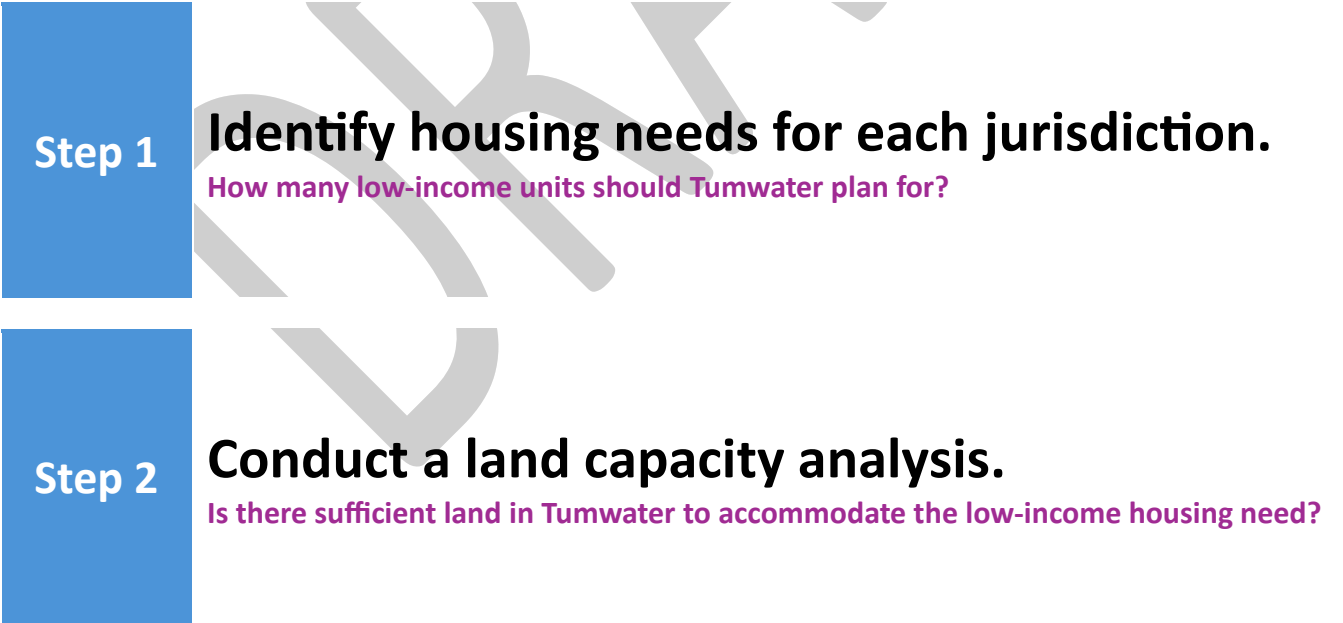 Step 1
Identify housing needs for each jurisdiction.
How many low-income units should Tumwater plan for?
Step 2
Conduct a land capacity analysis.
Is there sufficient land in Tumwater to accommodate the low-income housing need?